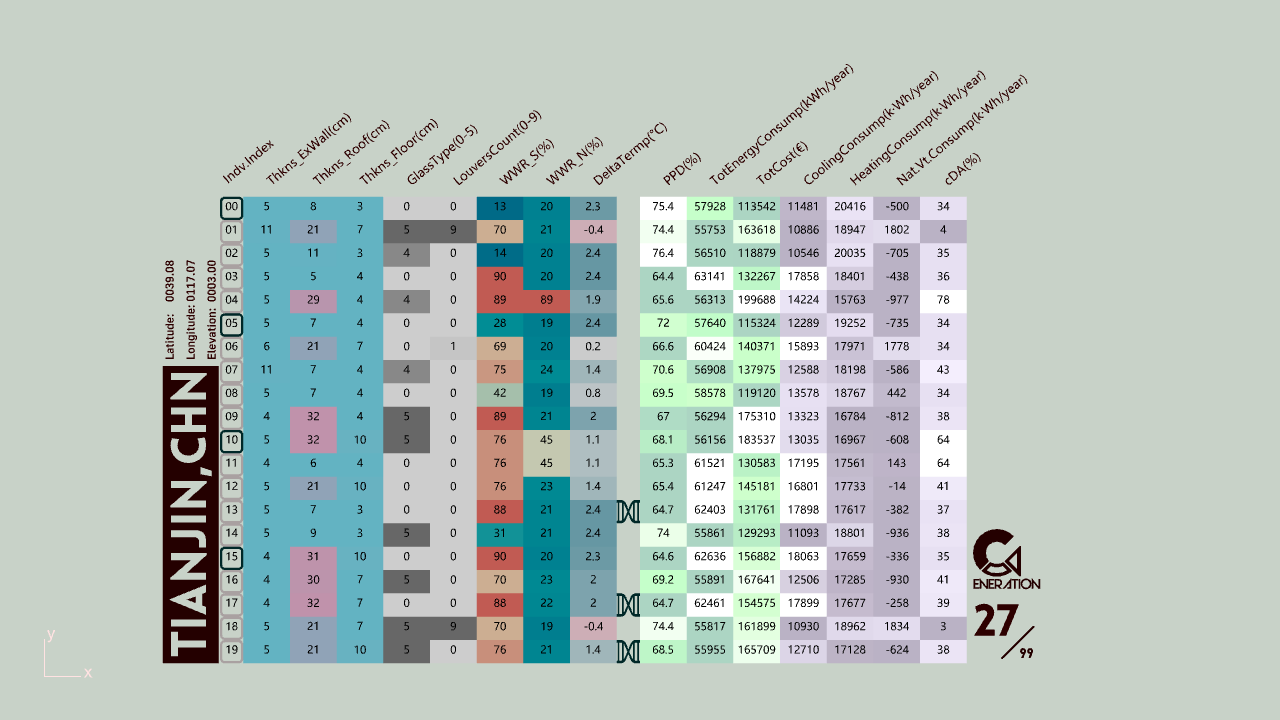 Indv.Index Thkns_ExWall(cm) Thkns_Roof(cm) Thkns_Floor(cm) GlassType(0-5) LouversCount(0-9) WWR_S(%) WWR_N(%) DeltaTermp(°C) PPD(%) TotEnergyConsump(kWh/year) TotCost(€) CoolingConsump(k·Wh/year) HeatingConsump(k·Wh/year) Nat.Vt.Consump(k·Wh/year) cDA(%)
00 5 8 3 0 0 13 20 2.3 75.4 57928 113542 11481 20416 -500 34
01 11 21 7 5 9 70 21 -0.4 74.4 55753 163618 10886 18947 1802 4
02 5 11 3 4 0 14 20 2.4 76.4 56510 118879 10546 20035 -705 35
03 5 5 4 0 0 90 20 2.4 64.4 63141 132267 17858 18401 -438 36
04 5 29 4 4 0 89 89 1.9 65.6 56313 199688 14224 15763 -977 78
05 5 7 4 0 0 28 19 2.4 72 57640 115324 12289 19252 -735 34
06 6 21 7 0 1 69 20 0.2 66.6 60424 140371 15893 17971 1778 34
07 11 7 4 4 0 75 24 1.4 70.6 56908 137975 12588 18198 -586 43
08 5 7 4 0 0 42 19 0.8 69.5 58578 119120 13578 18767 442 34
09 4 32 4 5 0 89 21 2 67 56294 175310 13323 16784 -812 38
10 5 32 10 5 0 76 45 1.1 68.1 56156 183537 13035 16967 -608 64
11 4 6 4 0 0 76 45 1.1 65.3 61521 130583 17195 17561 143 64
12 5 21 10 0 0 76 23 1.4 65.4 61247 145181 16801 17733 -14 41
13 5 7 3 0 0 88 21 2.4 64.7 62403 131761 17898 17617 -382 37
14 5 9 3 5 0 31 21 2.4 74 55861 129293 11093 18801 -936 38
15 4 31 10 0 0 90 20 2.3 64.6 62636 156882 18063 17659 -336 35
16 4 30 7 5 0 70 23 2 69.2 55891 167641 12506 17285 -930 41
17 4 32 7 0 0 88 22 2 64.7 62461 154575 17899 17677 -258 39
18 5 21 7 5 9 70 19 -0.4 74.4 55817 161899 10930 18962 1834 3
19 5 21 10 5 0 76 21 1.4 68.5 55955 165709 12710 17128 -624 38
Latitude: 0039.08
Longitude: 0117.07
Elevation: 0003.00
TIANJIN,CHN
GENERATION
27/99
y
x